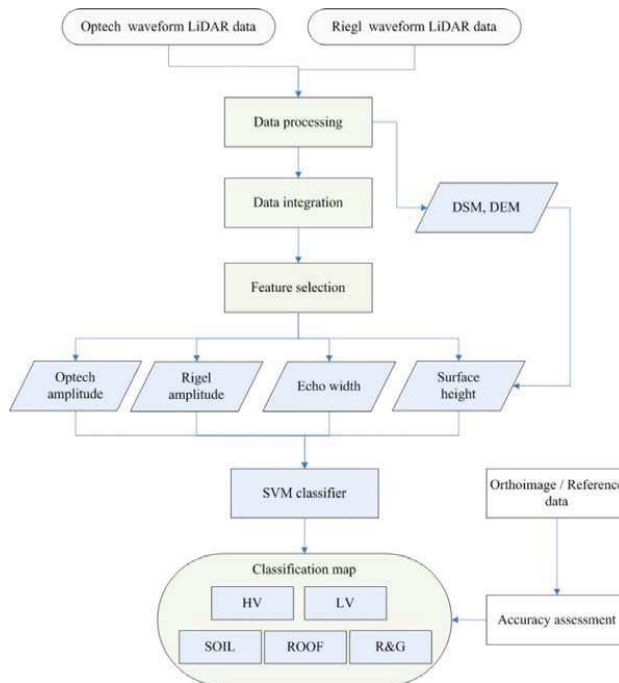 Optech waveform LiDAR data
Riegl waveform LiDAR data
Data processing
Data integration
DSM, DEM
Feature selection
Optech
amplitude
Rigel
amplitude
Echo width
Surface
height
SVM classifier
Orthoimage / Reference
data
Classification map
HV
LV
Accuracy assessment
SOIL
ROOF
R&G